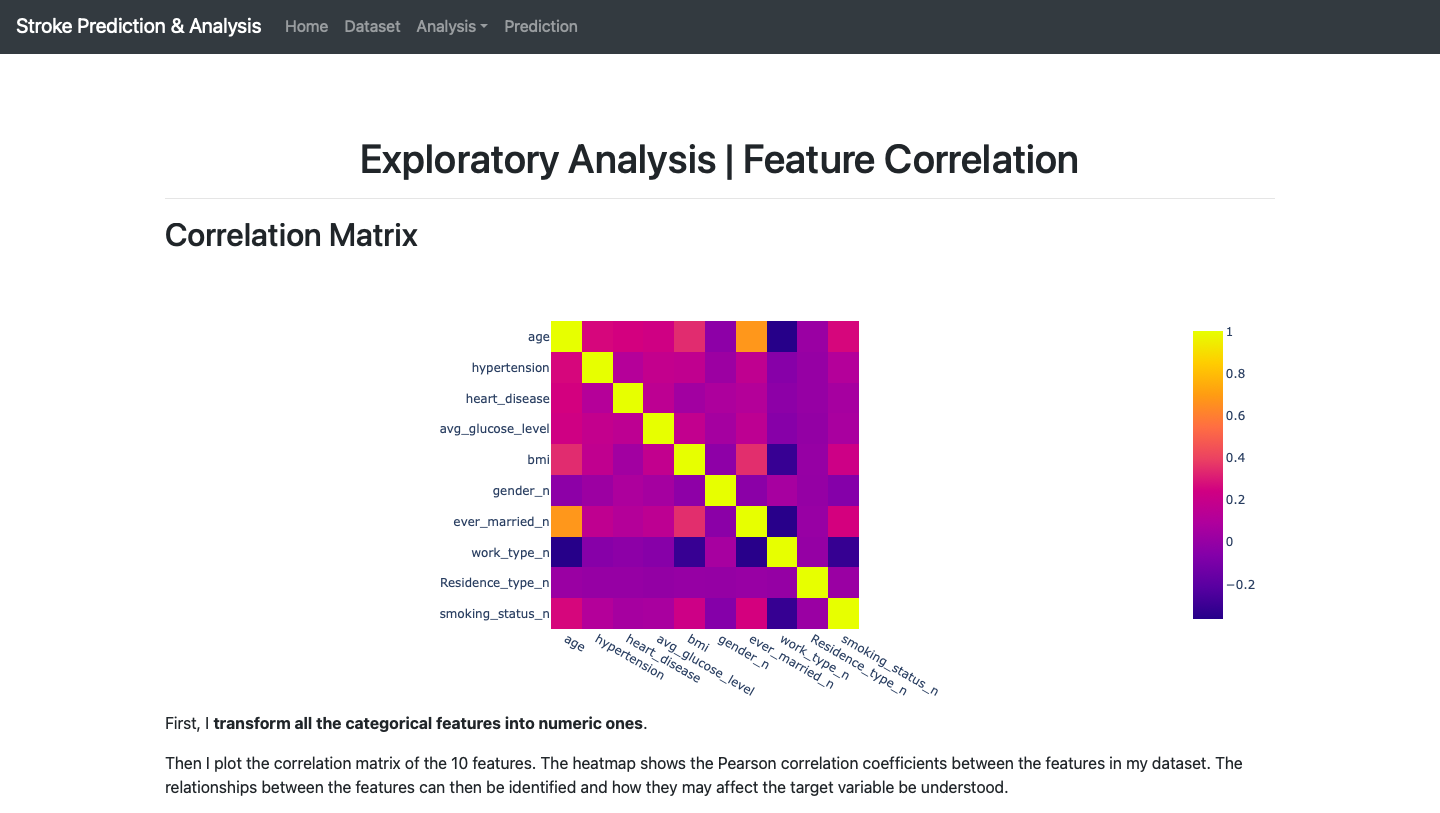 Stroke Prediction & Analysis Home Dataset Analysis Prediction
Exploratory Analysis | Feature Correlation
Correlation Matrix
age
hypertension
heart_disease
avg_glucose_level
bmi
gender_n
ever_married_n
work_type_n
Residence_type_n
smoking_status_n
age
hypertension
heart_disease
avg_glucose_level
bmi
gender_n
ever_married_n
work_type_n
Residence_type_n
smoking_status_n
1
0.8
0.6
0.4
0.2
0
−0.2
First, I transform all the categorical features into numeric ones.
Then I plot the correlation matrix of the 10 features. The heatmap shows the Pearson correlation coefficients between the features in my dataset. The
relationships between the features can then be identified and how they may affect the target variable be understood.